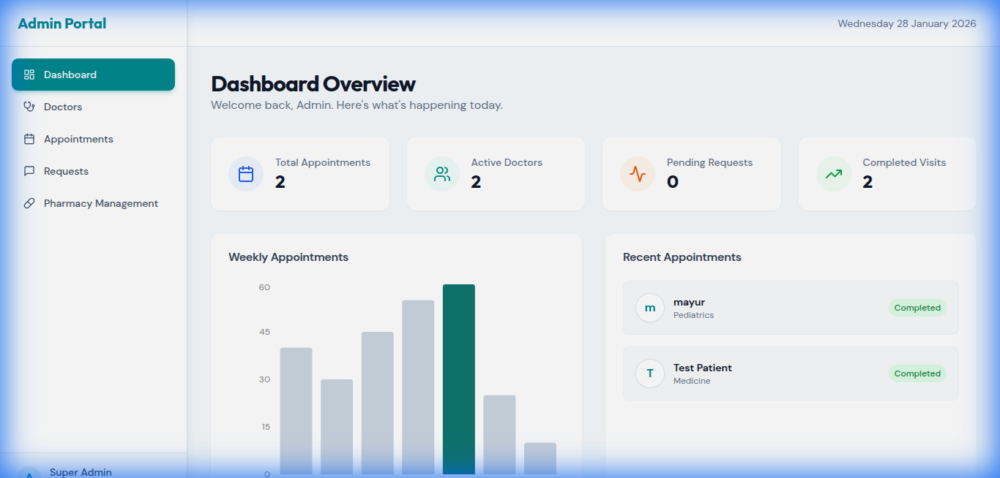 Admin Portal
Wednesday 28 January 2026
Dashboard
Doctors
Appointments
Requests
Pharmacy Management
Super Admin
Dashboard Overview
Welcome back, Admin. Here's what's happening today.
Total Appointments
2
Active Doctors
2
Pending Requests
0
Completed Visits
2
Weekly Appointments
60
45
30
15
0
Recent Appointments
m
mayur
Pediatrics
Completed
T
Test Patient
Medicine
Completed